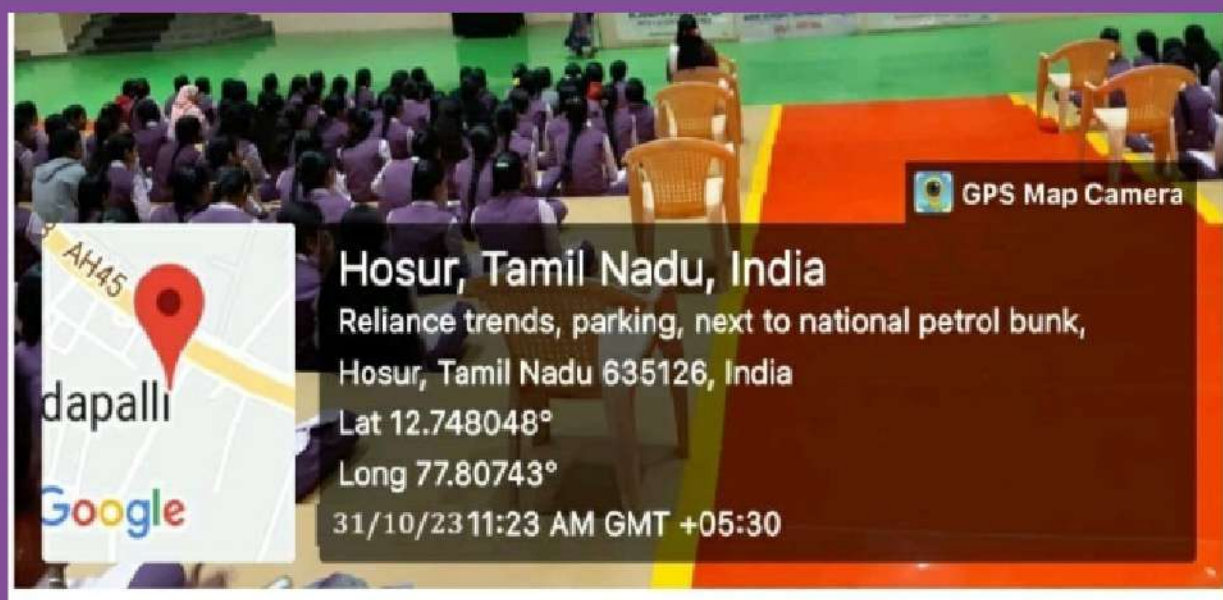 GPS Map Camera
AH45
dapalli
Google
Hosur, Tamil Nadu, India
Reliance trends, parking, next to national petrol bunk,
Hosur, Tamil Nadu 635126, India
Lat 12.748048°
Long 77.80743°
31/10/23 11:23 AM GMT +05:30